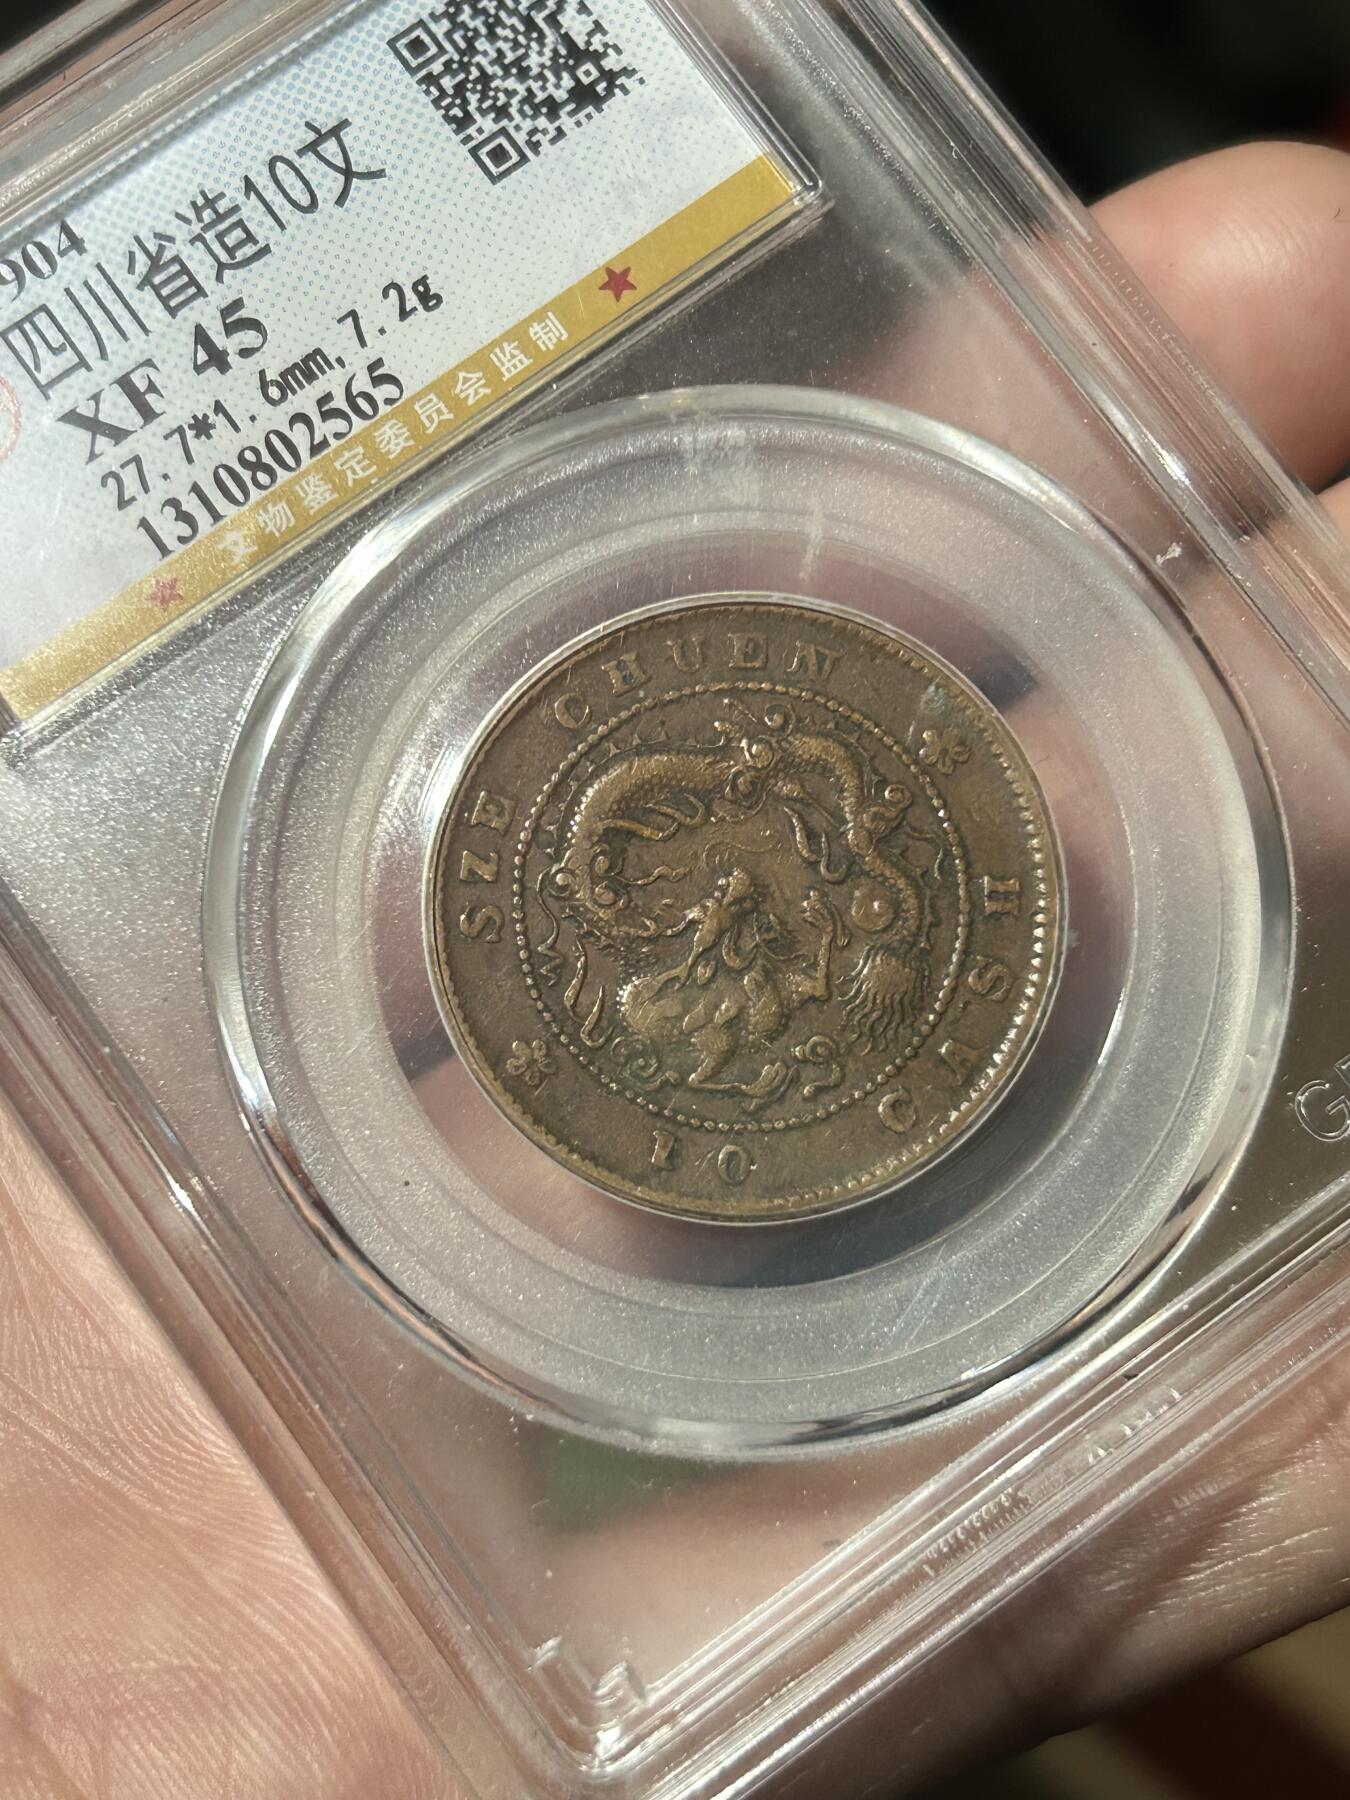 904
四川省造10文
XF 45
27.7*1.6mm, 7.2g
1310802565
★ 文物鉴定委员会监制 ★
SZE CHUEN
10 CASH
G